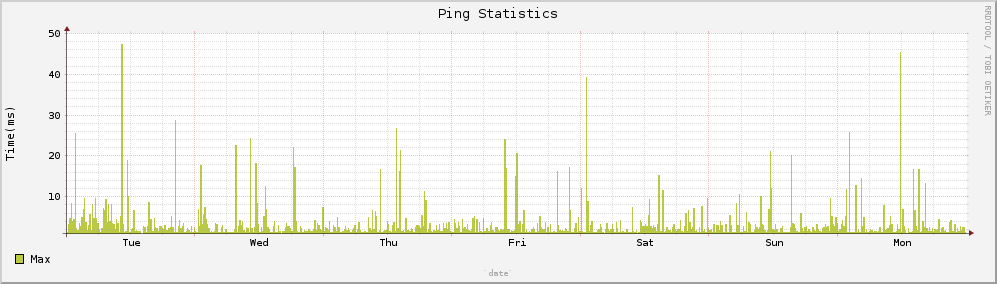 Ping Statistics
RRDTOOL / TOBI OETIKER
Time(ms)
50
40
30
20
10
Tue Wed Thu Fri Sat Sun Mon
Max
`date`